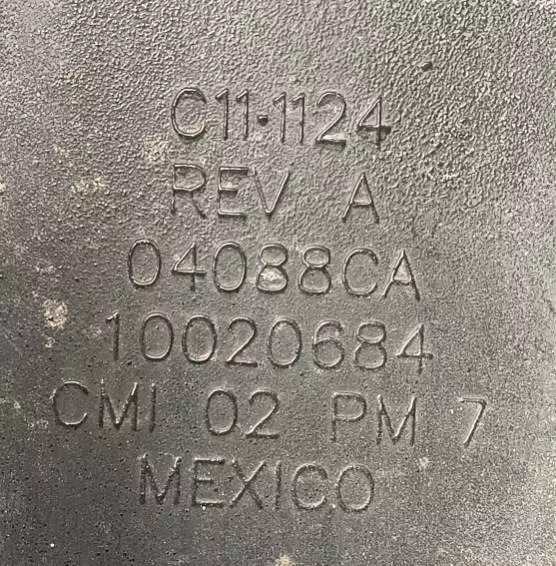 C11-1124
REV A
04088CA
10020684
CMI 02 PM 7
MEXICO